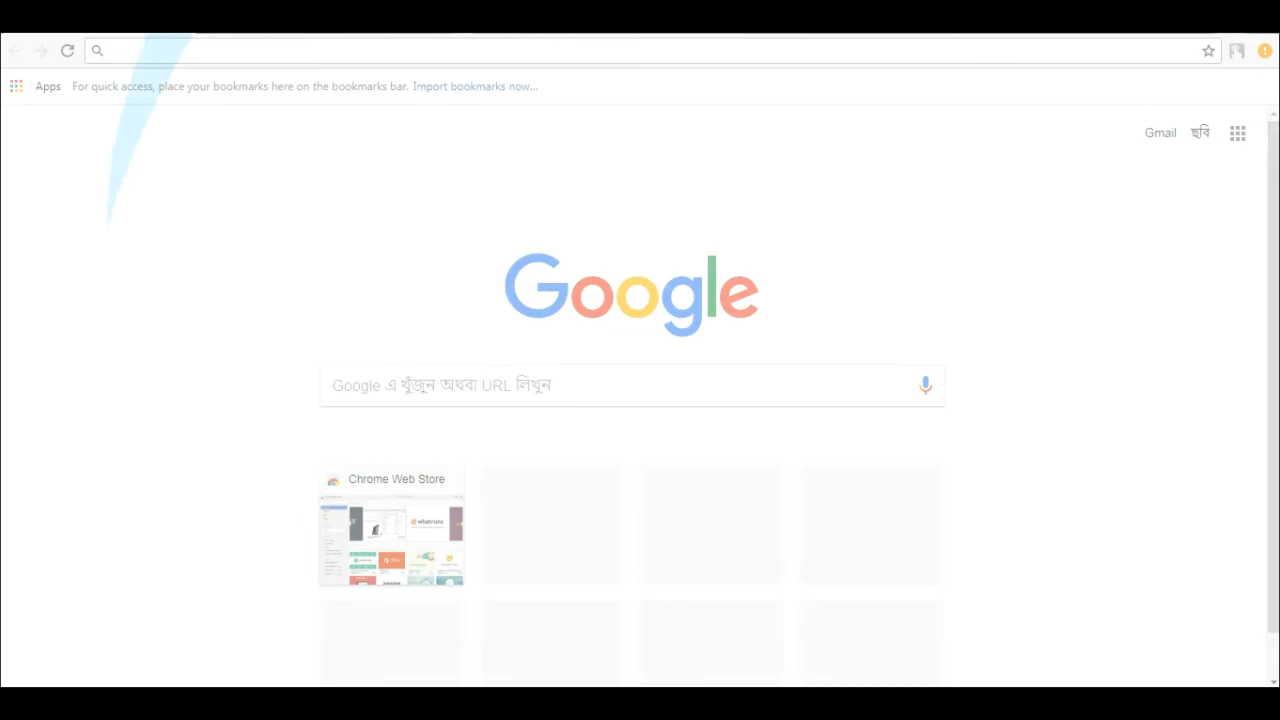 Apps For quick access, place your bookmarks here on the bookmarks bar. Import bookmarks now...
Gmail ছবি
Google
Google এ খুঁজুন অথবা URL লিখুন
Chrome Web Store
whatruns